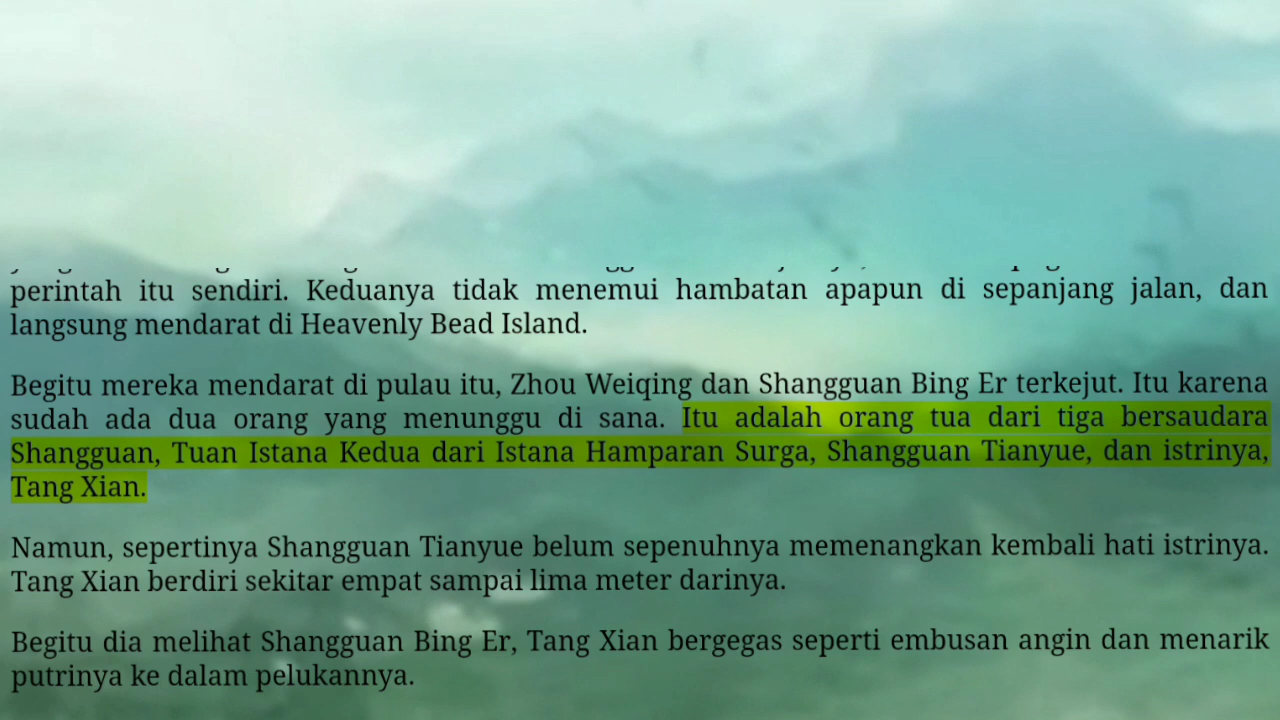 perintah itu sendiri. Keduanya tidak menemui hambatan apapun di sepanjang jalan, dan
langsung mendarat di Heavenly Bead Island.
Begitu mereka mendarat di pulau itu, Zhou Weiqing dan Shangguan Bing Er terkejut. Itu karena
sudah ada dua orang yang menunggu di sana. Itu adalah orang tua dari tiga bersaudara
Shangguan, Tuan Istana Kedua dari Istana Hamparan Surga, Shangguan Tianyue, dan istrinya,
Tang Xian.
Namun, sepertinya Shangguan Tianyue belum sepenuhnya memenangkan kembali hati istrinya.
Tang Xian berdiri sekitar empat sampai lima meter darinya.
Begitu dia melihat Shangguan Bing Er, Tang Xian bergegas seperti embusan angin dan menarik
putrinya ke dalam pelukannya.